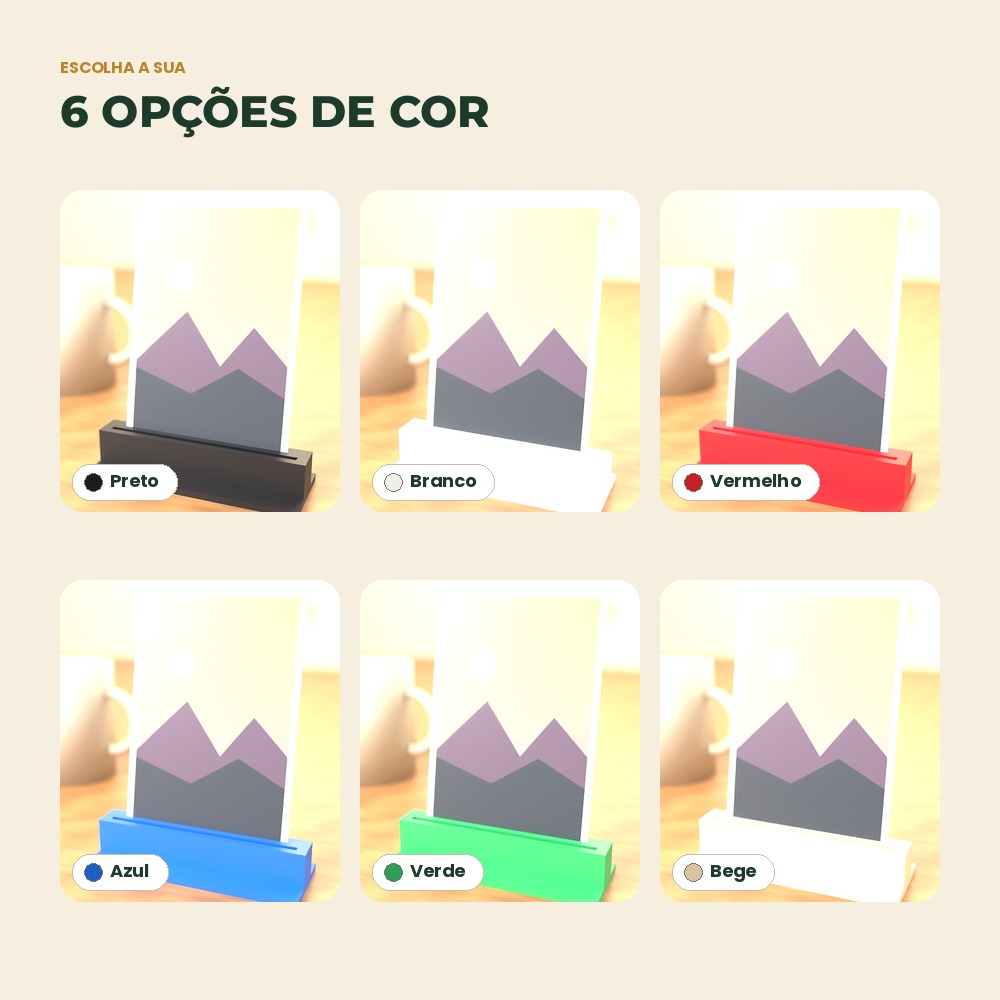 ESCOLHA A SUA
6 OPÇÕES DE COR
Preto
Branco
Vermelho
Azul
Verde
Bege